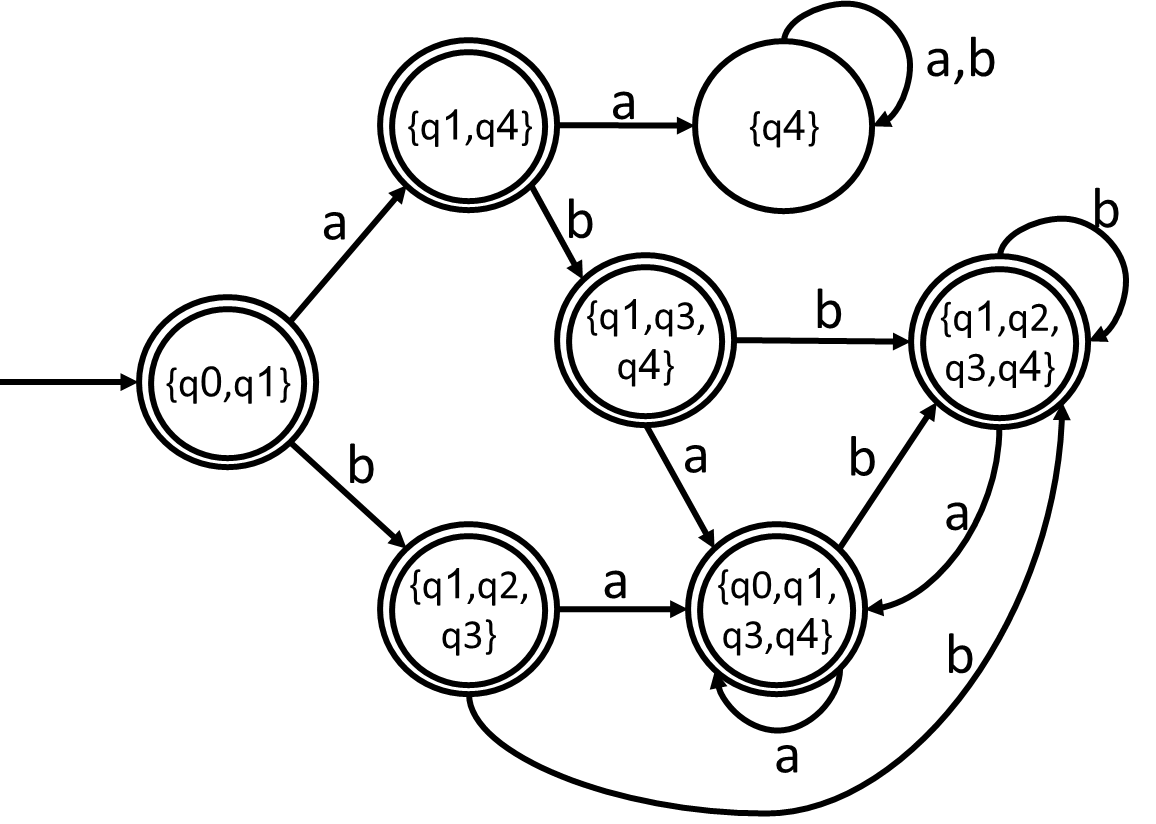 {q1,q4}
a
{q4}
a,b
a
b
b
{q0,q1}
{q1,q3,
q4}
b
{q1,q2,
q3,q4}
b
a
b
a
{q1,q2,
q3}
a
{q0,q1,
q3,q4}
b
a